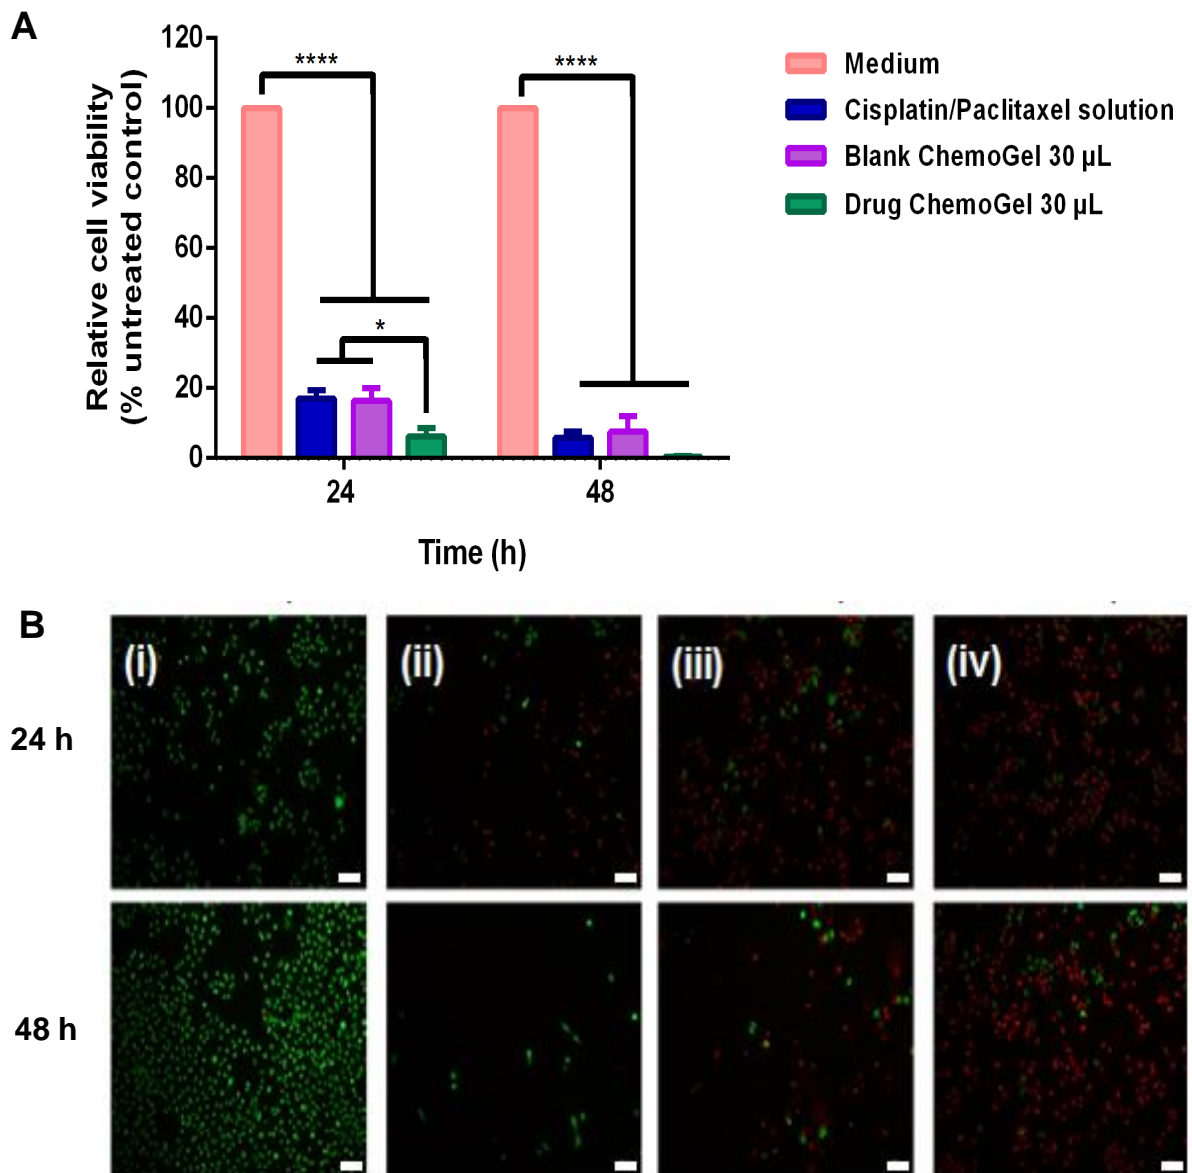 A
Relative cell viability
(% untreated control)
120
100
80
60
40
20
0
****
****
*
24
48
Time (h)
Medium
Cisplatin/Paclitaxel solution
Blank ChemoGel 30 µL
Drug ChemoGel 30 µL
B
(i)
(ii)
(iii)
(iv)
24 h
48 h